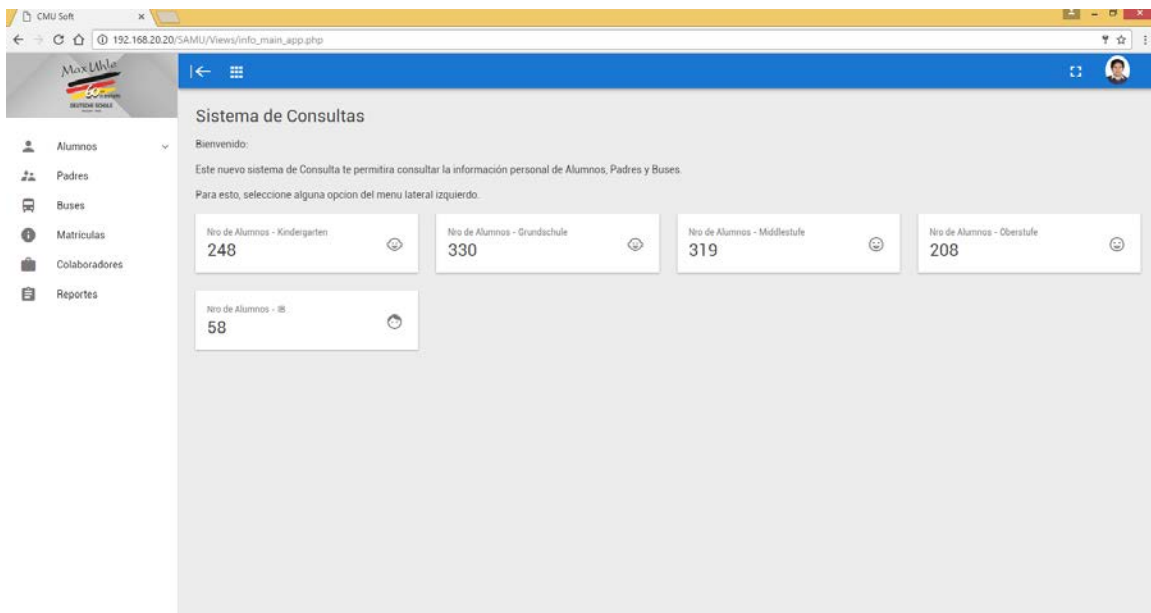 CMU Soft
192.168.20.20/SAMU/Views/info_main_app.php
Max Uhle
60
DEUTSCHE SCHULE
Sistema de Consultas
Bienvenido:
Este nuevo sistema de Consulta te permitira consultar la información personal de Alumnos, Padres y Buses.
Para esto, seleccione alguna opcion del menu lateral izquierdo.
Alumnos
Padres
Buses
Matrículas
Colaboradores
Reportes
Nro de Alumnos - Kindergarten
248
Nro de Alumnos - Grundschule
330
Nro de Alumnos - Middlestufe
319
Nro de Alumnos - Oberstufe
208
Nro de Alumnos - IB
58